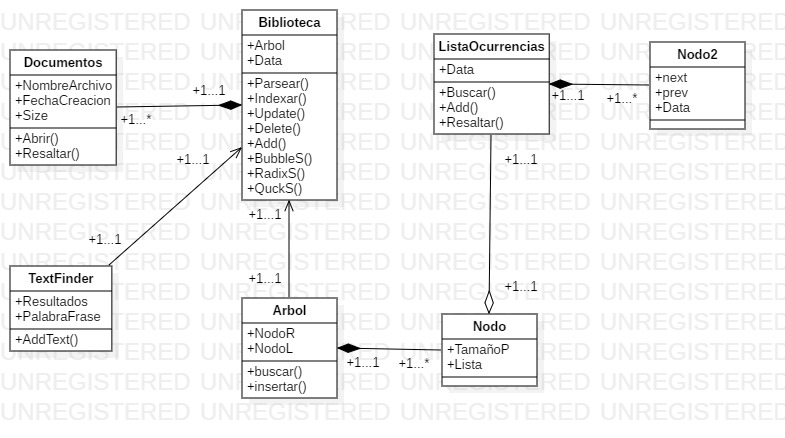 Documentos
+NombreArchivo
+FechaCreacion
+Size
+Abrir()
+Resaltar()
+1...1
+1...*
Biblioteca
+Arbol
+Data
+Parsear()
+Indexar()
+Update()
+Delete()
+Add()
+BubbleS()
+RadixS()
+QuckS()
ListaOcurrencias
+Data
+Buscar()
+Add()
+Resaltar()
+1...1
+1...*
Nodo2
+next
+prev
+Data
+1...1
+1...1
TextFinder
+Resultados
+PalabraFrase
+AddText()
+1...1
+1...1
Arbol
+NodoR
+NodoL
+buscar()
+insertar()
+1...1
+1...*
+1...1
+1...1
Nodo
+TamañoP
+Lista
UNREGISTERED UNREGISTERED UNREGISTERED UNREGISTERED